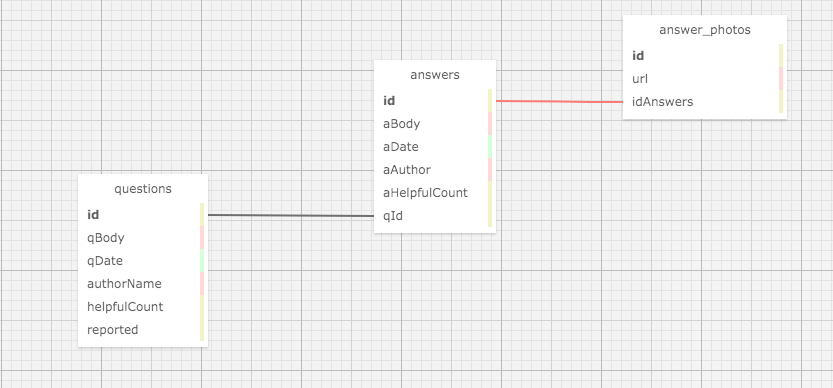 questions
id
qBody
qDate
authorName
helpfulCount
reported
answers
id
aBody
aDate
aAuthor
aHelpfulCount
qId
answer_photos
id
url
idAnswers